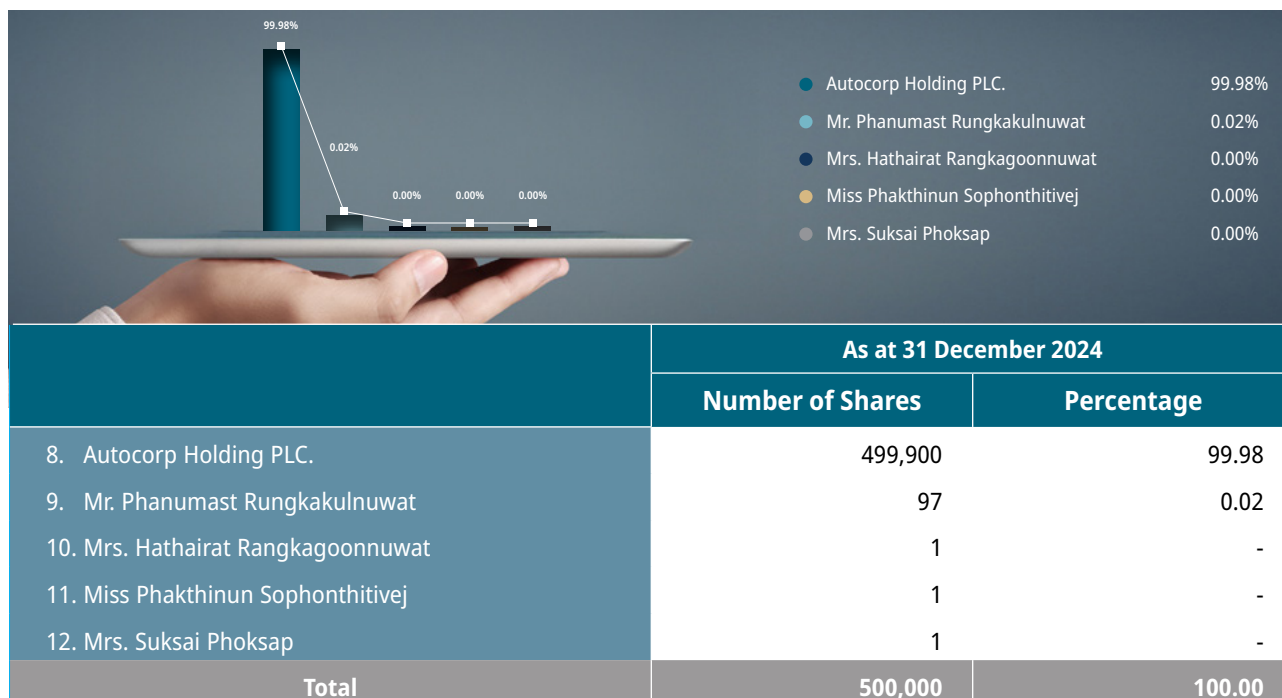 99.98%
0.02%
0.00% 0.00% 0.00%
Autocorp Holding PLC. 99.98%
Mr. Phanumast Rungkakulnuwat 0.02%
Mrs. Hathairat Rangkagoonnuwat 0.00%
Miss Phakthinun Sophonthitivej 0.00%
Mrs. Suksai Phoksap 0.00%
As at 31 December 2024
Number of Shares Percentage
8. Autocorp Holding PLC. 499,900 99.98
9. Mr. Phanumast Rungkakulnuwat 97 0.02
10. Mrs. Hathairat Rangkagoonnuwat 1 -
11. Miss Phakthinun Sophonthitivej 1 -
12. Mrs. Suksai Phoksap 1 -
Total 500,000 100.00